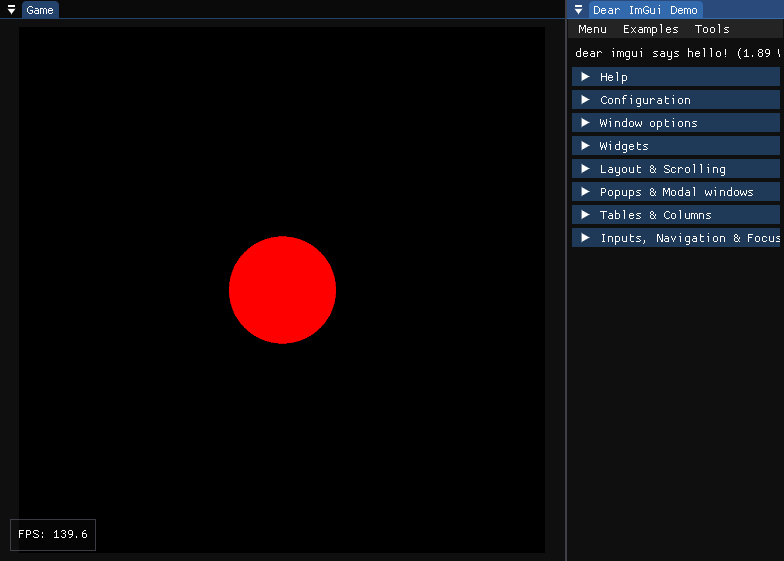 Game
Dear ImGui Demo
Menu Examples Tools
dear imgui says hello! (1.89
Help
Configuration
Window options
Widgets
Layout & Scrolling
Popups & Modal windows
Tables & Columns
Inputs, Navigation & Focus
FPS: 139.6